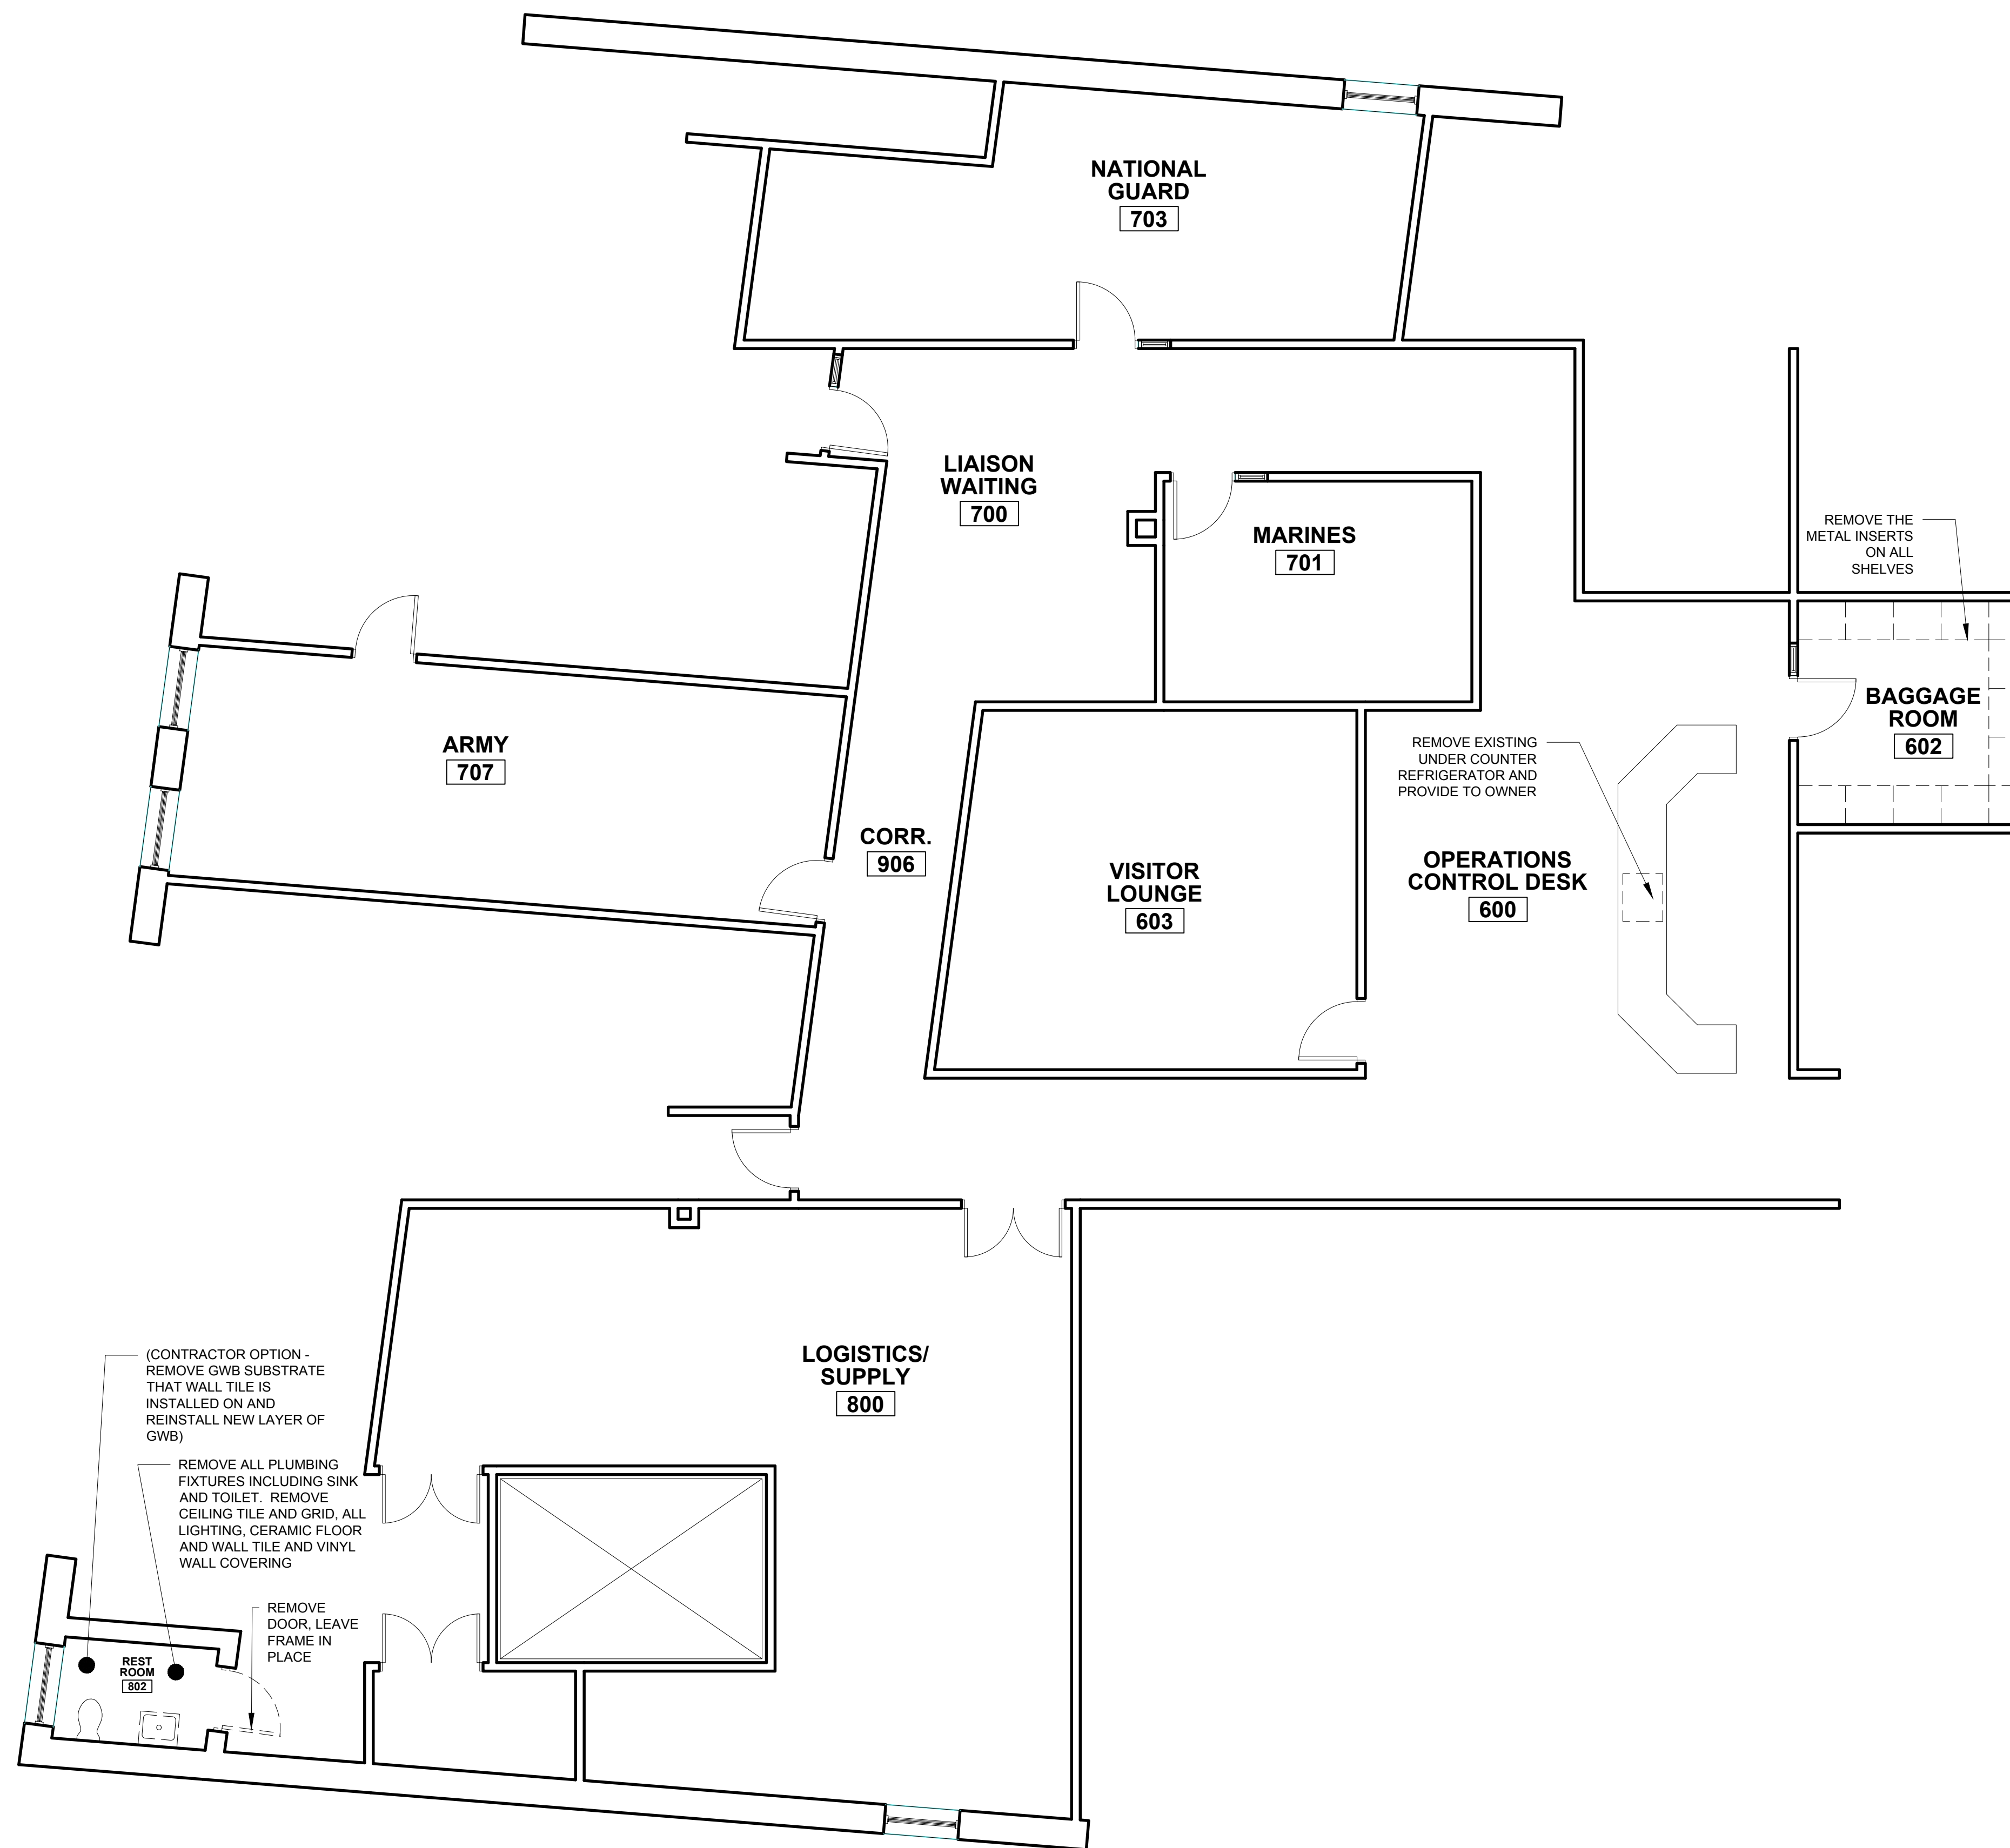 NATIONAL
GUARD
703
LIAISON
WAITING
700
MARINES
701
REMOVE THE
METAL INSERTS
ON ALL
SHELVES
BAGGAGE
ROOM
602
ARMY
707
REMOVE EXISTING
UNDER COUNTER
REFRIGERATOR AND
PROVIDE TO OWNER
CORR.
906
VISITOR
LOUNGE
603
OPERATIONS
CONTROL DESK
600
LOGISTICS/
SUPPLY
800
(CONTRACTOR OPTION -
REMOVE GWB SUBSTRATE
THAT WALL TILE IS
INSTALLED ON AND
REINSTALL NEW LAYER OF
GWB)
REMOVE ALL PLUMBING
FIXTURES INCLUDING SINK
AND TOILET.  REMOVE
CEILING TILE AND GRID, ALL
LIGHTING, CERAMIC FLOOR
AND WALL TILE AND VINYL
WALL COVERING
REMOVE
DOOR, LEAVE
FRAME IN
PLACE
REST
ROOM
802